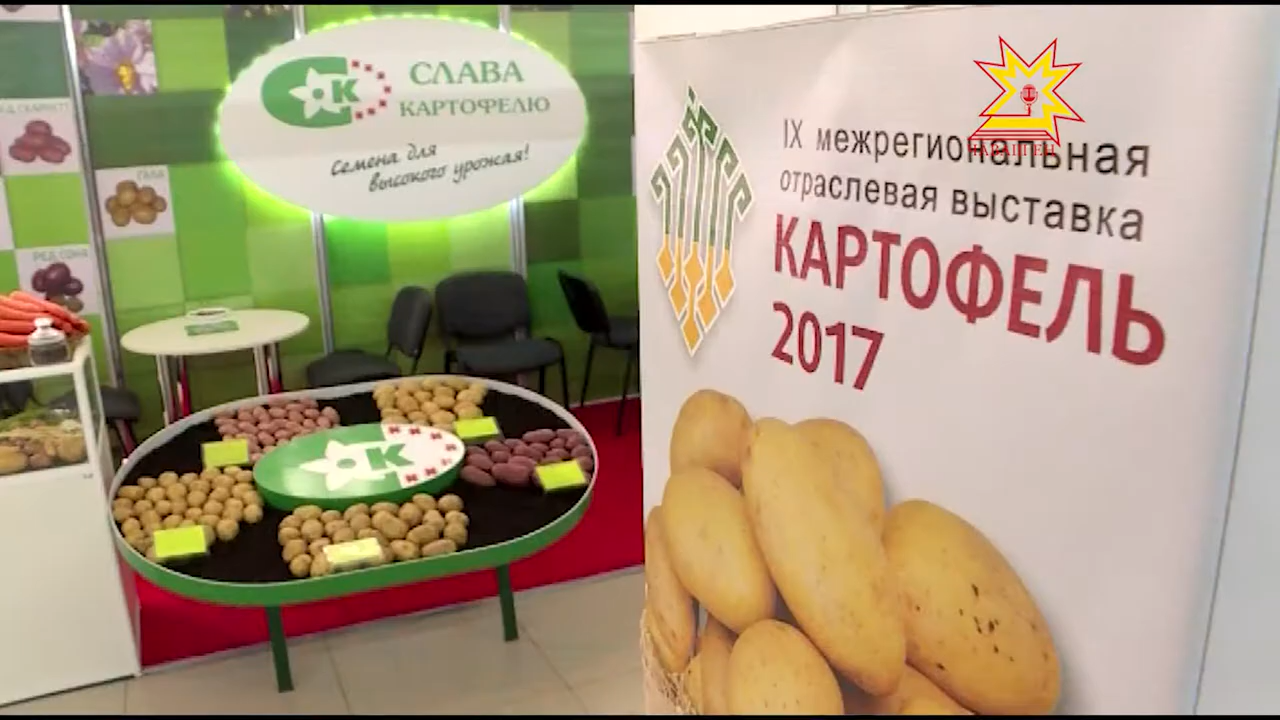 СЛАВА
КАРТОФЕЛЮ
Семена для
высокого урожая!
ГАЛА
РЕД СОНЯ
К
К
IX межрегиональная
отраслевая выставка
КАРТОФЕЛЬ
2017